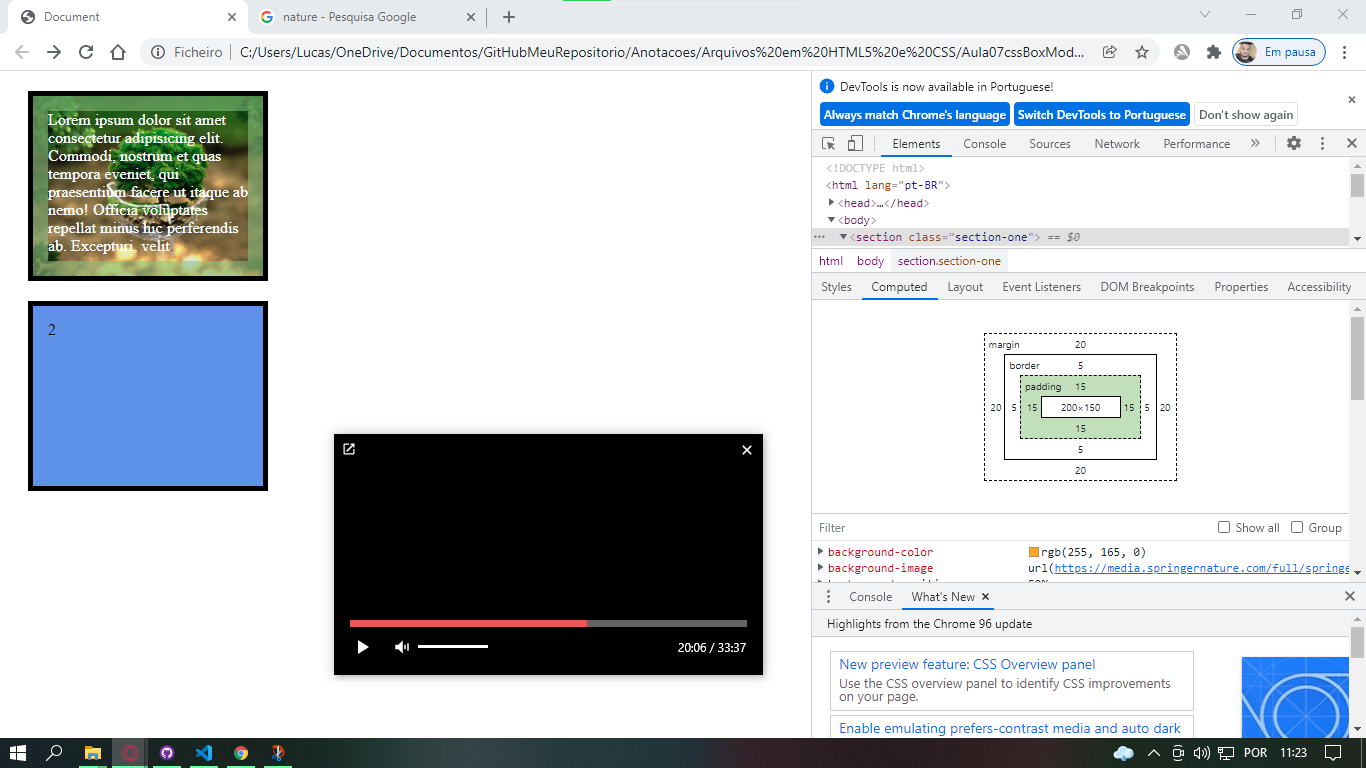 Document
nature - Pesquisa Google
Ficheiro
C:/Users/Lucas/OneDrive/Documentos/GitHubMeuRepositorio/Anotacoes/Arquivos%20em%20HTML5%20e%20CSS/Aula07cssBoxMod...
Em pausa
Lorem ipsum dolor sit amet
consectetur adipisicing elit.
Commodi, nostrum et quas
tempora eveniet, qui
praesentium facere ut itaque ab
nemo! Officia voluptates
repellat minus hic perferendis
ab. Excepturi, velit.
2
20:06 / 33:37
DevTools is now available in Portuguese!
Always match Chrome's language
Switch DevTools to Portuguese
Don't show again
Elements
Console
Sources
Network
Performance
<!DOCTYPE html>
<html lang="pt-BR">
<head>…</head>
<body>
<section class="section-one"> == $0
html
body
section.section-one
Styles
Computed
Layout
Event Listeners
DOM Breakpoints
Properties
Accessibility
margin
20
border
5
padding
15
20
5
15
200×150
15
5
20
15
5
20
Filter
Show all
Group
background-color
rgb(255, 165, 0)
background-image
url(https://media.springernature.com/full/springe
Console
What's New
Highlights from the Chrome 96 update
New preview feature: CSS Overview panel
Use the CSS overview panel to identify CSS improvements
on your page.
Enable emulating prefers-contrast media and auto dark
POR
11:23